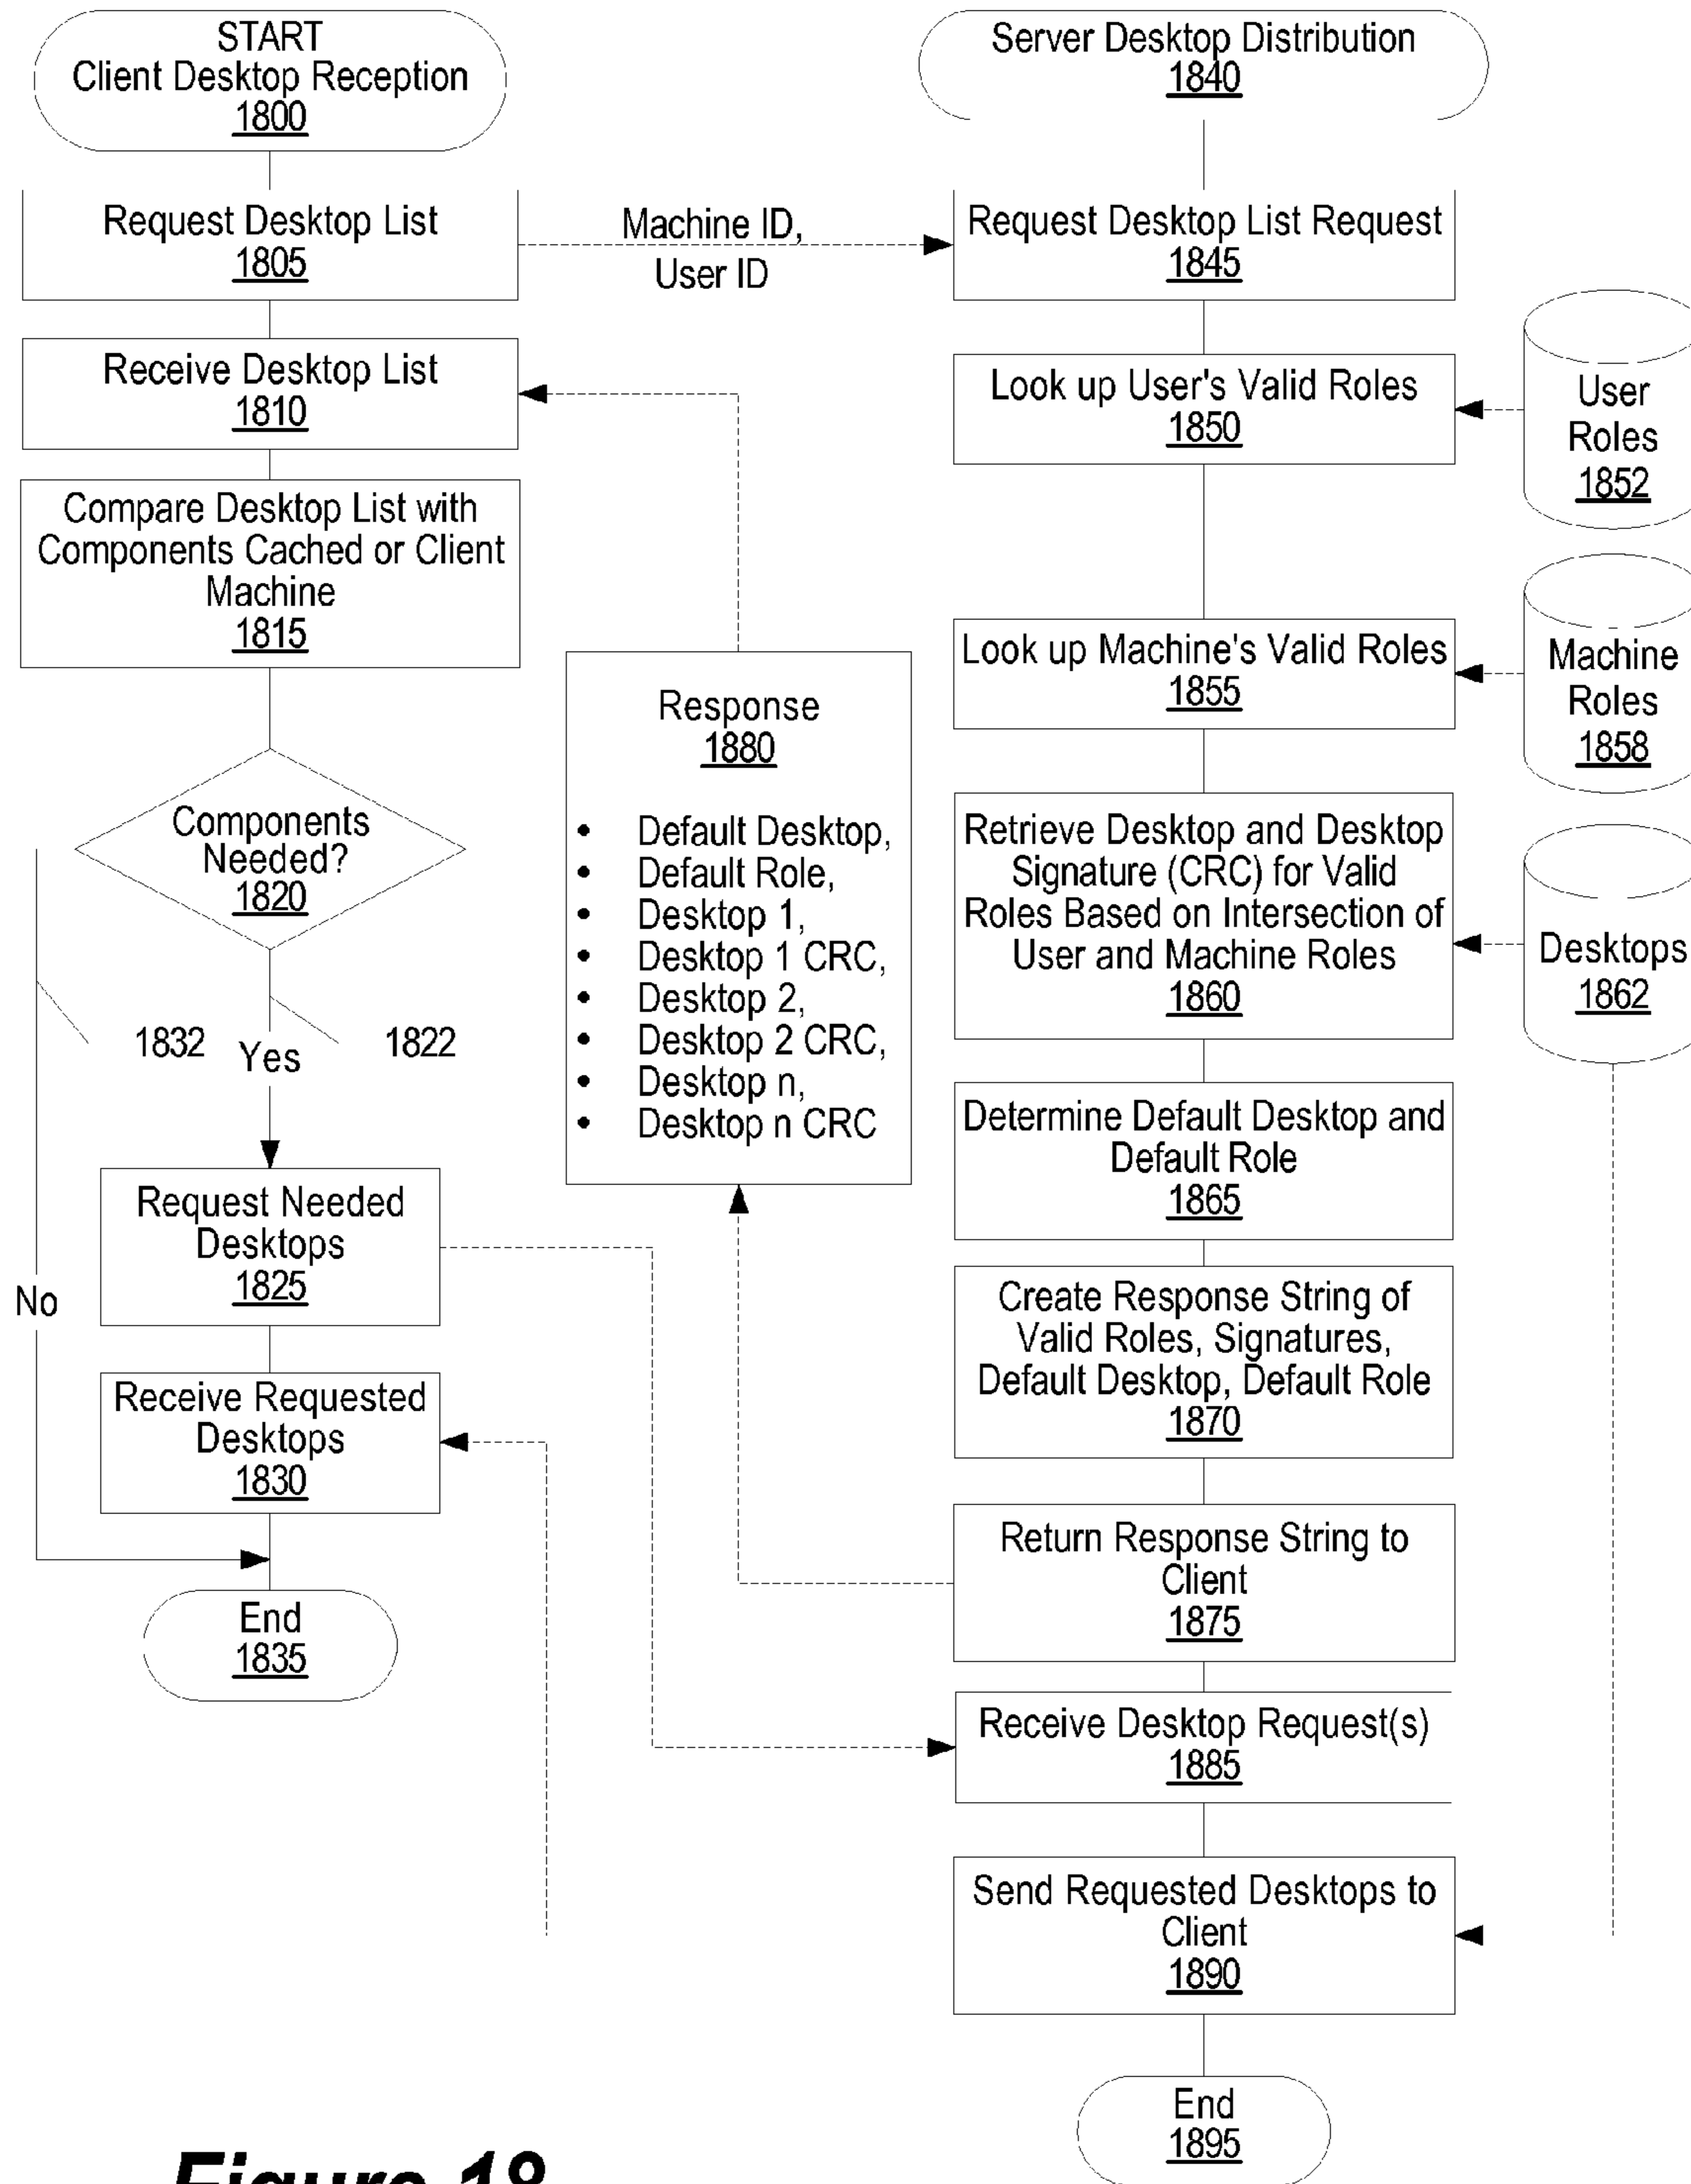 START
Client Desktop Reception
1800
Request Desktop List
1805
Receive Desktop List
1810
Compare Desktop List with
Components Cached or Client
Machine
1815
Components
Needed?
1820
1832
Yes
1822
No
Request Needed
Desktops
1825
Receive Requested
Desktops
1830
End
1835
Machine ID,
User ID
Response
1880
• Default Desktop,
• Default Role,
• Desktop 1,
• Desktop 1 CRC,
• Desktop 2,
• Desktop 2 CRC,
• Desktop n,
• Desktop n CRC
Server Desktop Distribution
1840
Request Desktop List Request
1845
Look up User's Valid Roles
1850
User
Roles
1852
Look up Machine's Valid Roles
1855
Machine
Roles
1858
Retrieve Desktop and Desktop
Signature (CRC) for Valid
Roles Based on Intersection of
User and Machine Roles
1860
Desktops
1862
Determine Default Desktop and
Default Role
1865
Create Response String of
Valid Roles, Signatures,
Default Desktop, Default Role
1870
Return Response String to
Client
1875
Receive Desktop Request(s)
1885
Send Requested Desktops to
Client
1890
End
1895
Figure 18